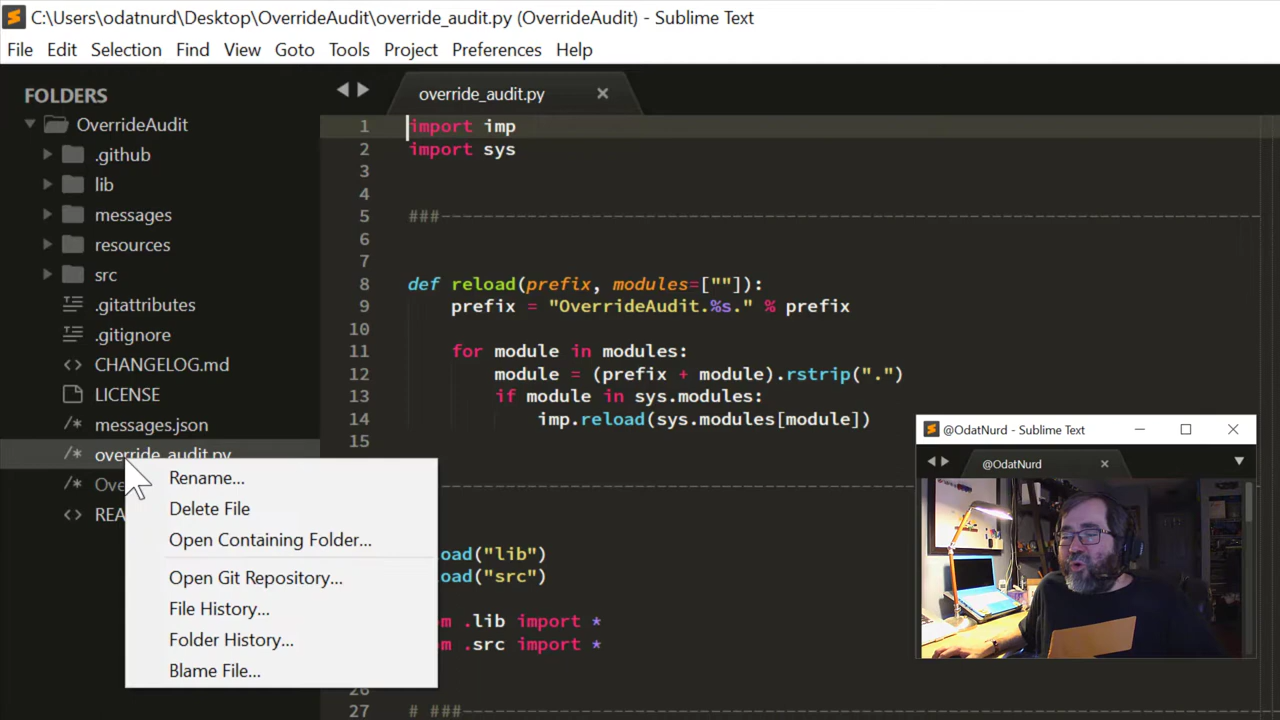 C:\Users\odatnurd\Desktop\OverrideAudit\override_audit.py (OverrideAudit) - Sublime Text
File Edit Selection Find View Goto Tools Project Preferences Help
FOLDERS
OverrideAudit
.github
lib
messages
resources
src
.gitattributes
.gitignore
CHANGELOG.md
LICENSE
messages.json
override_audit.py
Ove
REA
Rename...
Delete File
Open Containing Folder...
Open Git Repository...
File History...
Folder History...
Blame File...
override_audit.py
1 import imp
2 import sys
3
4
5 ###----------------------------------------------------------------------------
6
7
8 def reload(prefix, modules=[""]):
9 prefix = "OverrideAudit.%s." % prefix
10
11 for module in modules:
12 module = (prefix + module).rstrip(".")
13 if module in sys.modules:
14 imp.reload(sys.modules[module])
15
oad("lib")
oad("src")
m .lib import *
m .src import *
26
27 # ###----
@OdatNurd - Sublime Text
@OdatNurd